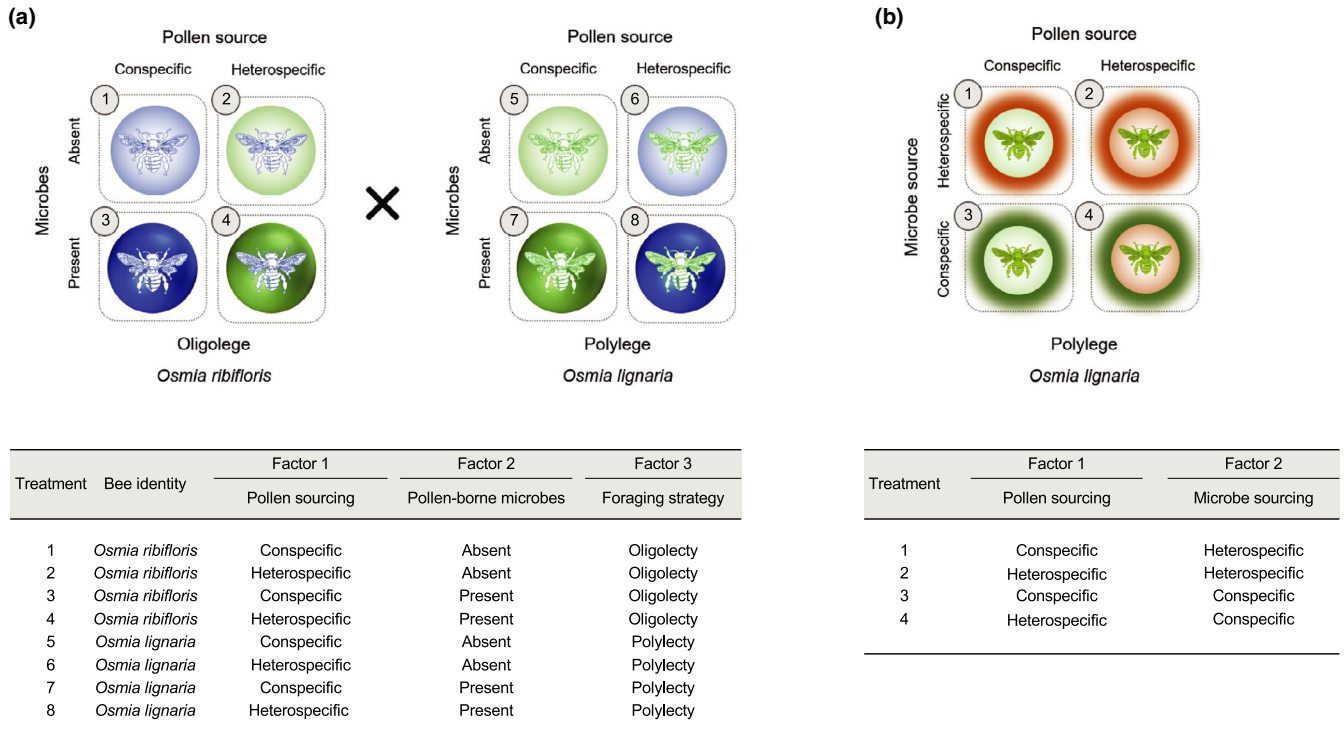 (a)
Pollen source
Conspecific Heterospecific
Microbes
Absent
Present
1
2
3
4
Oligolege
Osmia ribifloris
Pollen source
Conspecific Heterospecific
Microbes
Absent
Present
5
6
7
8
Polylege
Osmia lignaria
(b)
Pollen source
Conspecific Heterospecific
Microbe source
Heterospecific
Conspecific
1
2
3
4
Polylege
Osmia lignaria
Factor 1 Factor 2 Factor 3
Treatment Bee identity
Pollen sourcing Pollen-borne microbes Foraging strategy
1 Osmia ribifloris Conspecific Absent Oligolecty
2 Osmia ribifloris Heterospecific Absent Oligolecty
3 Osmia ribifloris Conspecific Present Oligolecty
4 Osmia ribifloris Heterospecific Present Oligolecty
5 Osmia lignaria Conspecific Absent Polylecty
6 Osmia lignaria Heterospecific Absent Polylecty
7 Osmia lignaria Conspecific Present Polylecty
8 Osmia lignaria Heterospecific Present Polylecty
Factor 1 Factor 2
Treatment
Pollen sourcing Microbe sourcing
1 Conspecific Heterospecific
2 Heterospecific Heterospecific
3 Conspecific Conspecific
4 Heterospecific Conspecific